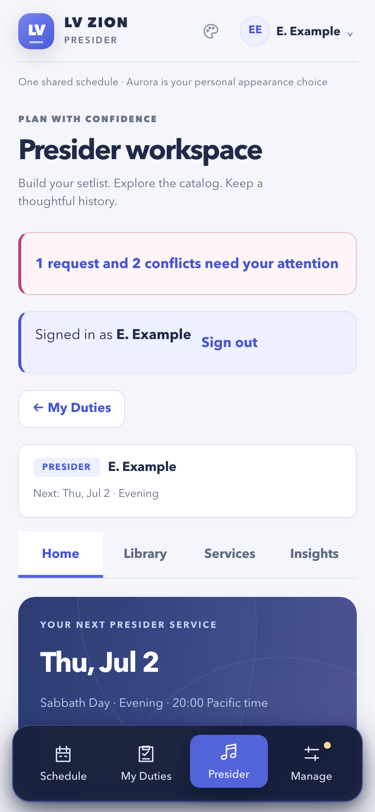 LV
LV ZION
PRESIDER
EE
E. Example
One shared schedule · Aurora is your personal appearance choice
PLAN WITH CONFIDENCE
Presider workspace
Build your setlist. Explore the catalog. Keep a
thoughtful history.
1 request and 2 conflicts need your attention
Signed in as E. Example Sign out
← My Duties
PRESIDER E. Example
Next: Thu, Jul 2 · Evening
Home Library Services Insights
YOUR NEXT PRESIDER SERVICE
Thu, Jul 2
Sabbath Day · Evening · 20:00 Pacific time
Schedule My Duties Presider Manage